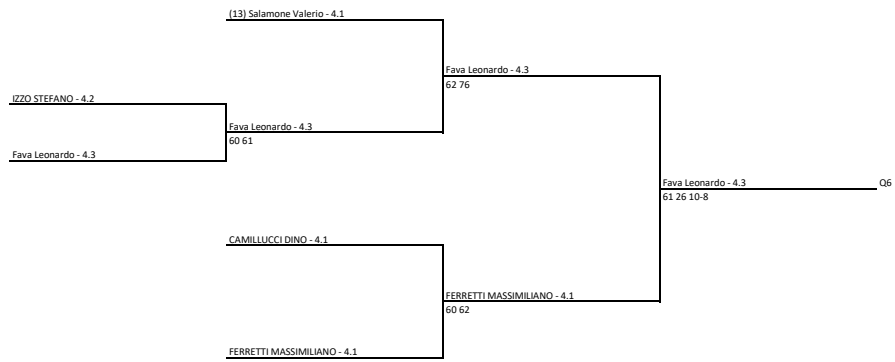 (13) Salamone Valerio - 4.1
Fava Leonardo - 4.3
62 76
IZZO STEFANO - 4.2
Fava Leonardo - 4.3
60 61
Fava Leonardo - 4.3
Fava Leonardo - 4.3
Q6
61 26 10-8
CAMILLUCCI DINO - 4.1
FERRETTI MASSIMILIANO - 4.1
60 62
FERRETTI MASSIMILIANO - 4.1